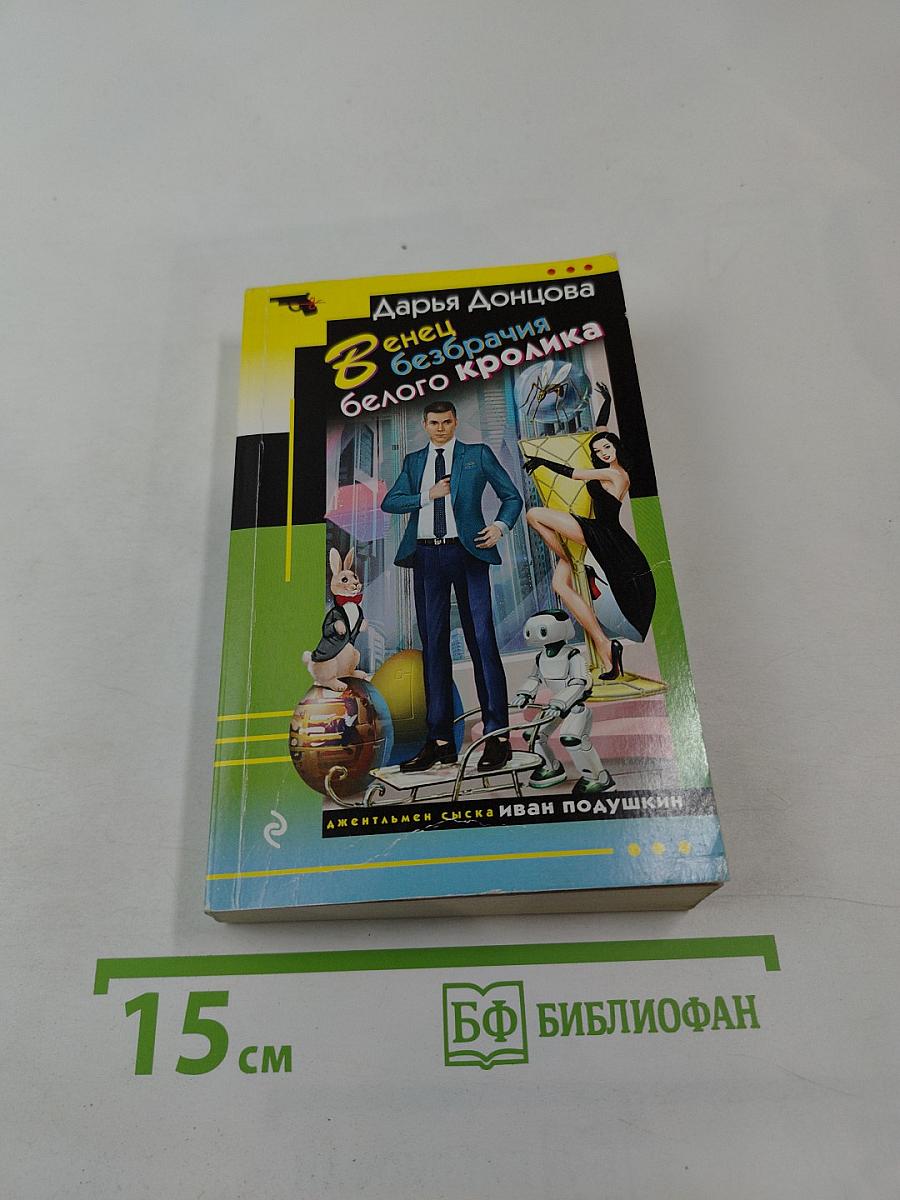 Дарья Донцова
Венец
безбрачия
белого кролика
джентльмен сыска иван подушкин
15 см
БФ БИБЛИОФАН